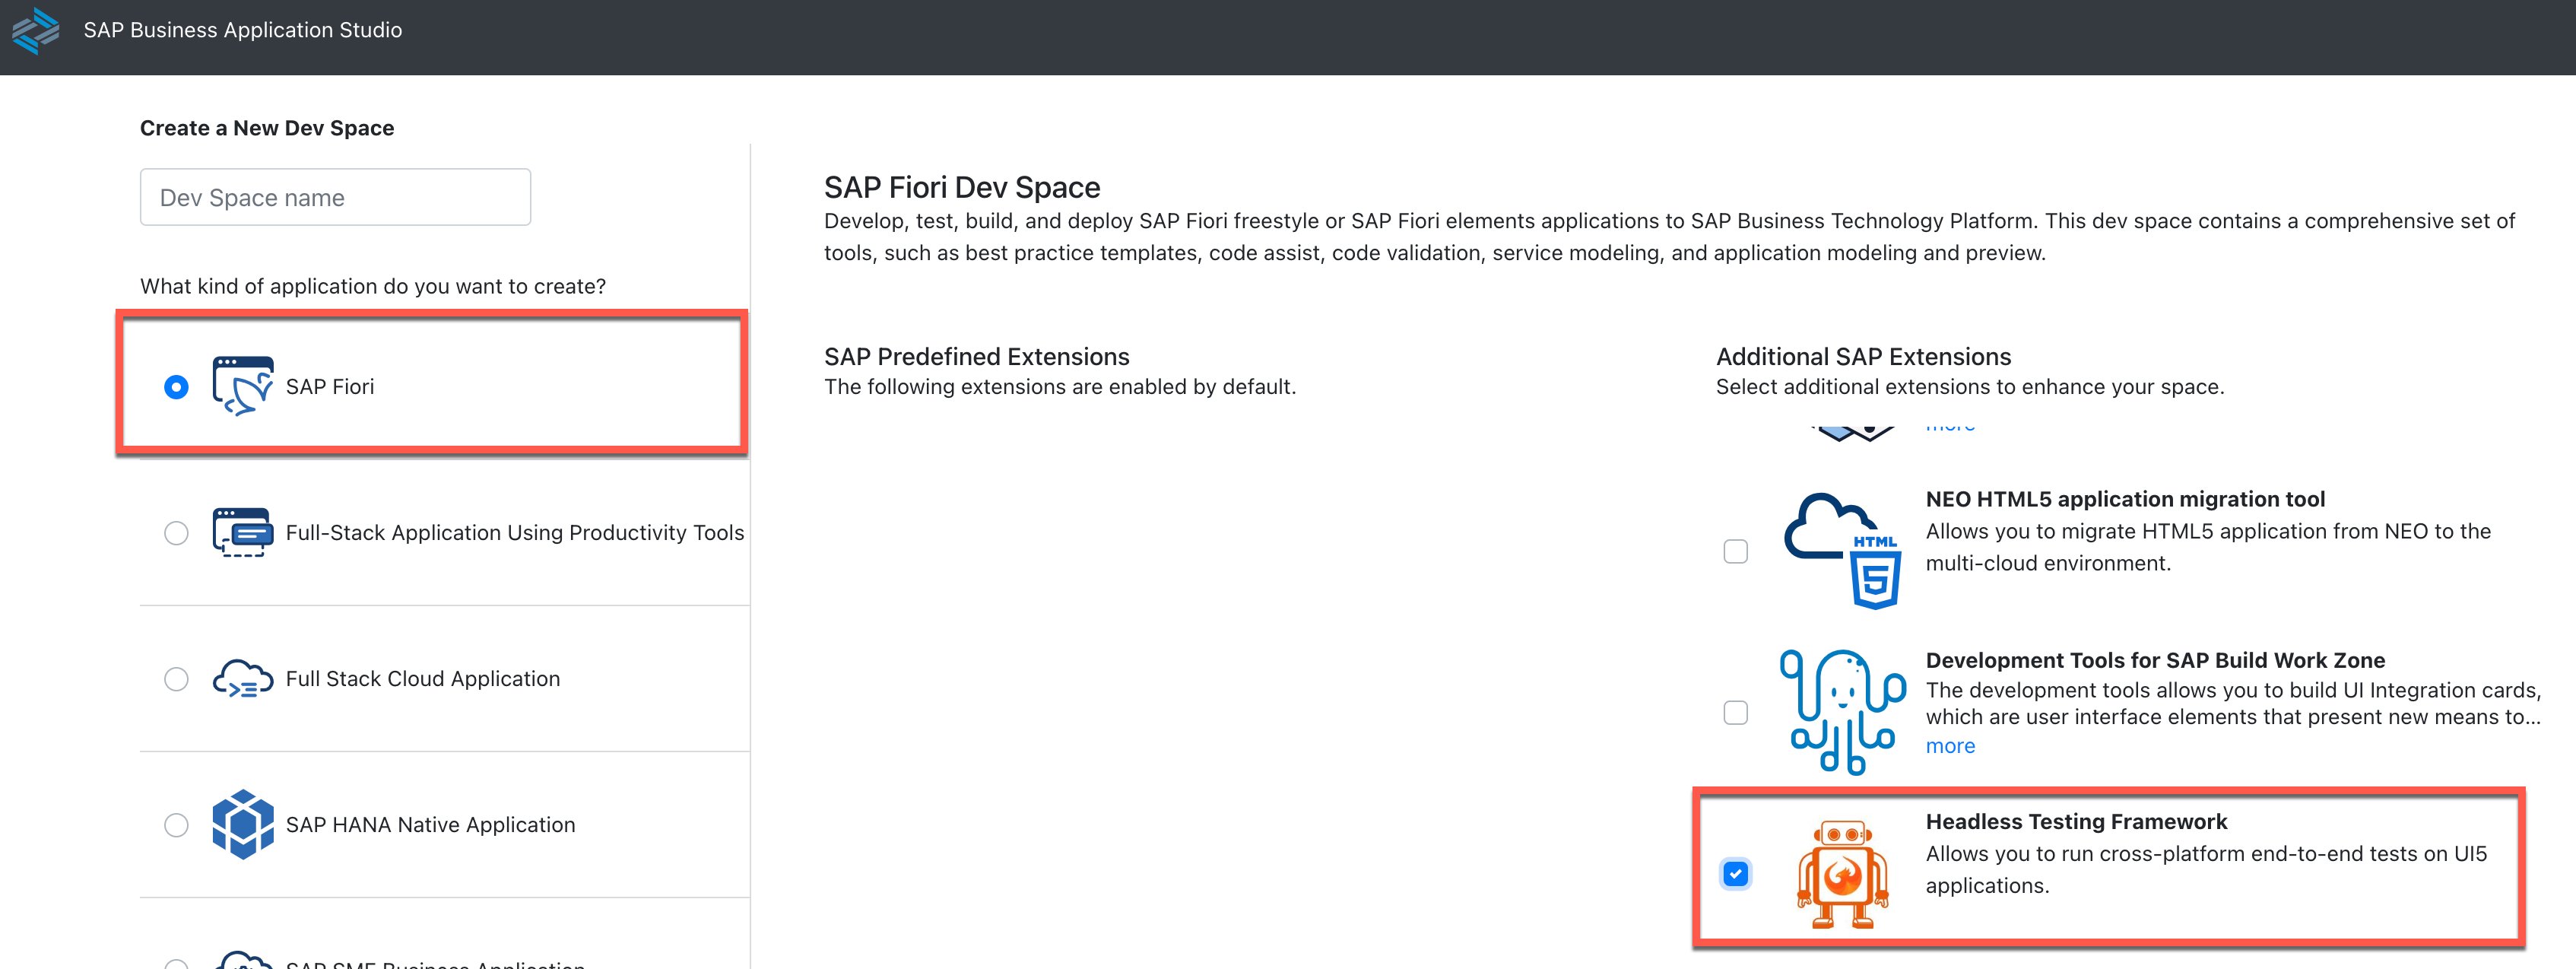 SAP Business Application Studio
Create a New Dev Space
Dev Space name
What kind of application do you want to create?
SAP Fiori
Full-Stack Application Using Productivity Tools
Full Stack Cloud Application
SAP HANA Native Application
SAP SME Business Application
SAP Fiori Dev Space
Develop, test, build, and deploy SAP Fiori freestyle or SAP Fiori elements applications to SAP Business Technology Platform. This dev space contains a comprehensive set of
tools, such as best practice templates, code assist, code validation, service modeling, and application modeling and preview.
SAP Predefined Extensions
The following extensions are enabled by default.
Additional SAP Extensions
Select additional extensions to enhance your space.
more
HTML
5
NEO HTML5 application migration tool
Allows you to migrate HTML5 application from NEO to the
multi-cloud environment.
Development Tools for SAP Build Work Zone
The development tools allows you to build UI Integration cards,
which are user interface elements that present new means to...
more
Headless Testing Framework
Allows you to run cross-platform end-to-end tests on UI5
applications.